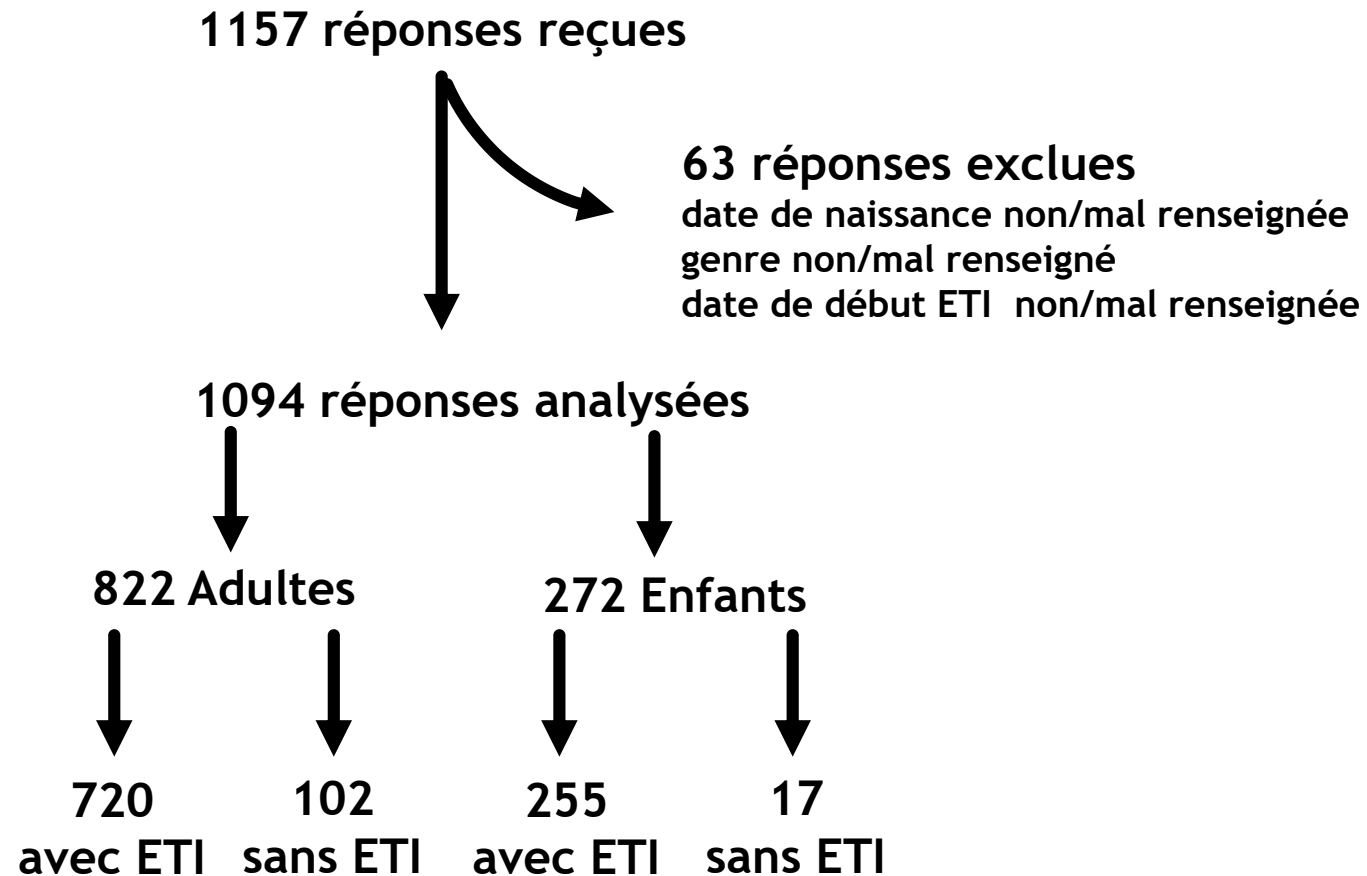 1157 réponses reçues
63 réponses exclues
date de naissance non/mal renseignée
genre non/mal renseigné
date de début ETI non/mal renseignée
1094 réponses analysées
822 Adultes
272 Enfants
720
avec ETI
102
sans ETI
255
avec ETI
17
sans ETI